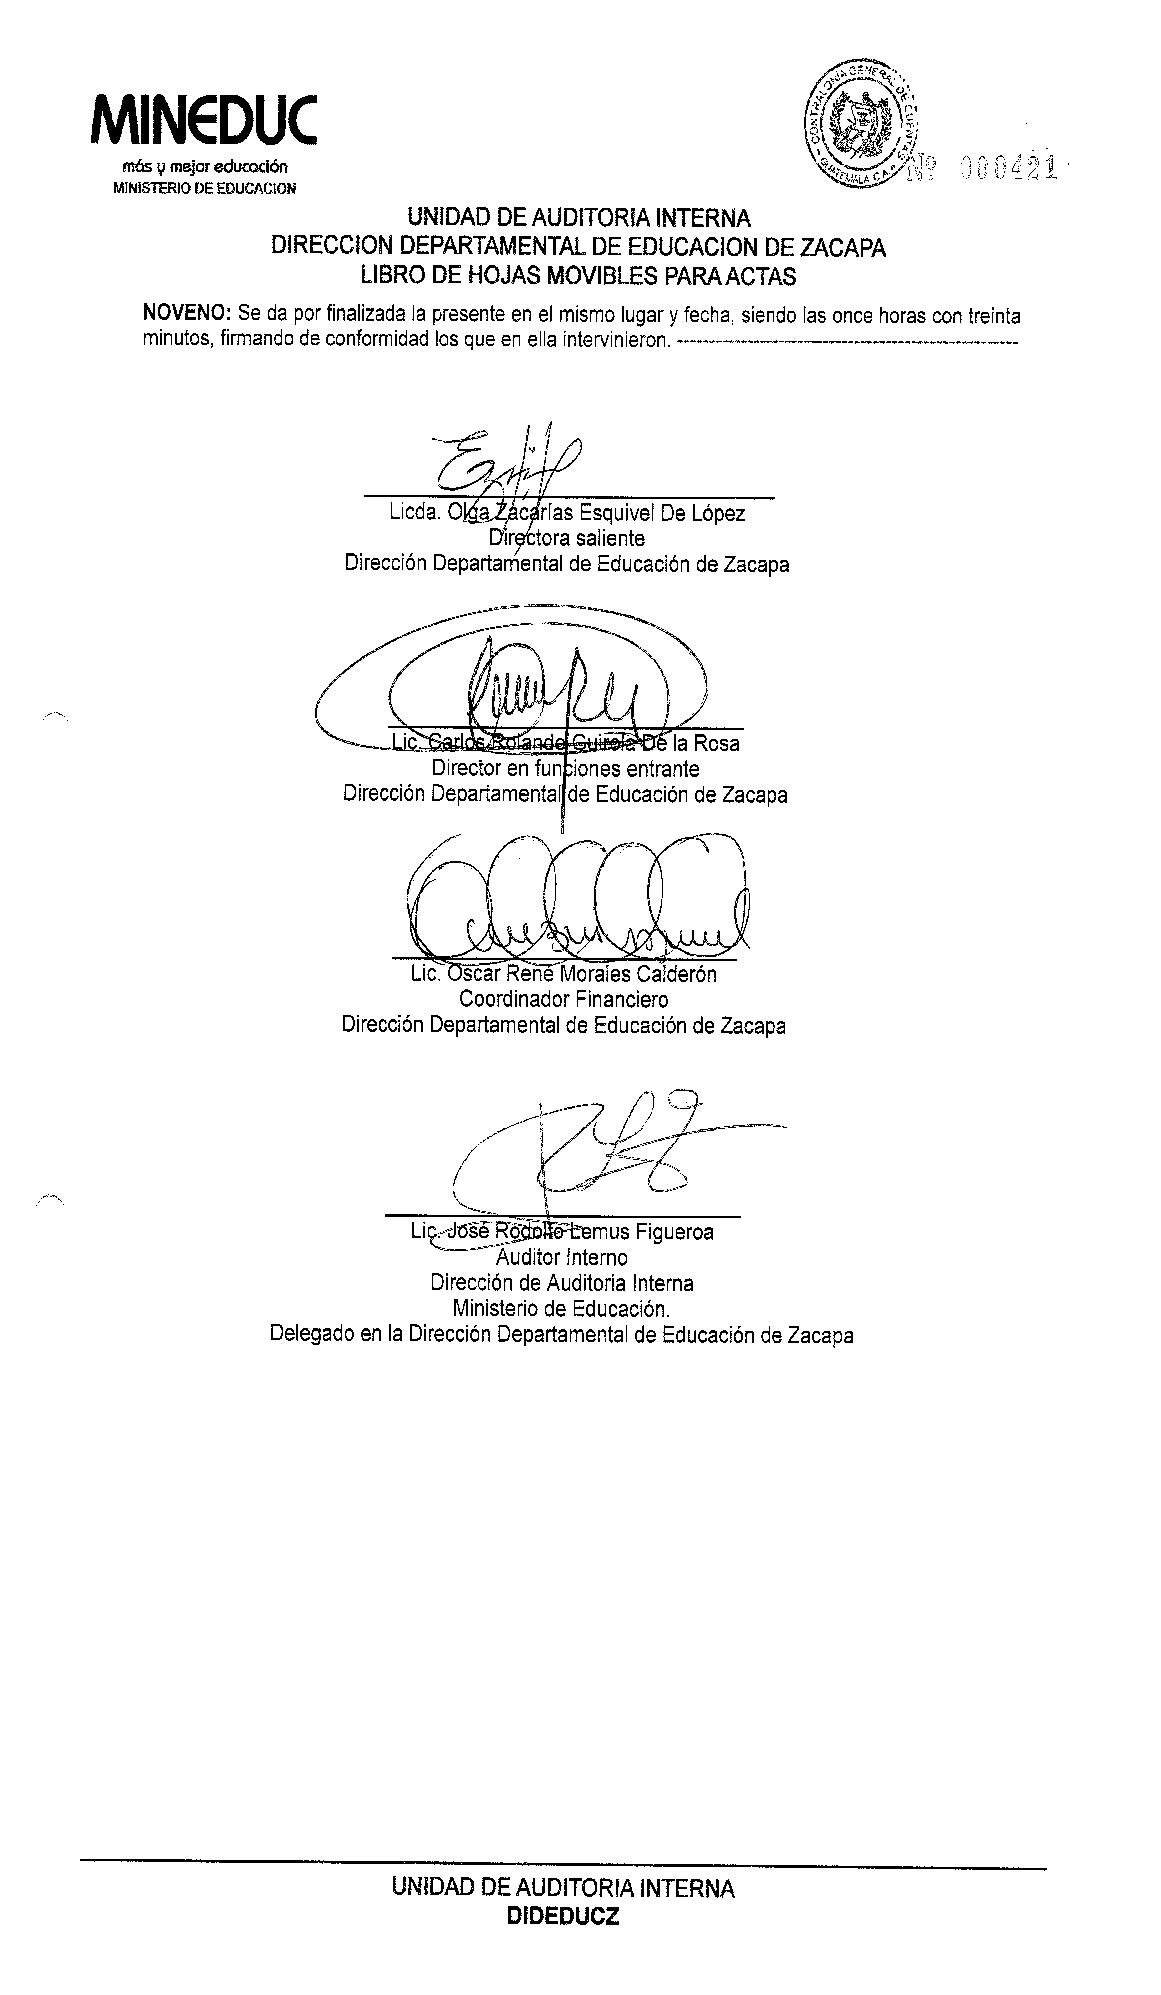 MINEDUC
más y mejor educación
MINISTERIO DE EDUCACION
CONTRALORIA GENERAL DE CUENTAS
GUATEMALA C.A.
Nº 000421
UNIDAD DE AUDITORIA INTERNA
DIRECCION DEPARTAMENTAL DE EDUCACION DE ZACAPA
LIBRO DE HOJAS MOVIBLES PARA ACTAS
NOVENO: Se da por finalizada la presente en el mismo lugar y fecha, siendo las once horas con treinta
minutos, firmando de conformidad los que en ella intervinieron. ----------------------------------------------------------
Licda. Olga Zacarías Esquivel De López
Directora saliente
Dirección Departamental de Educación de Zacapa
Lic. Carlos Rolando Guirola De la Rosa
Director en funciones entrante
Dirección Departamental de Educación de Zacapa
Lic. Oscar René Morales Calderón
Coordinador Financiero
Dirección Departamental de Educación de Zacapa
Lic. José Rodolfo Lemus Figueroa
Auditor Interno
Dirección de Auditoria Interna
Ministerio de Educación.
Delegado en la Dirección Departamental de Educación de Zacapa
UNIDAD DE AUDITORIA INTERNA
DIDEDUCZ